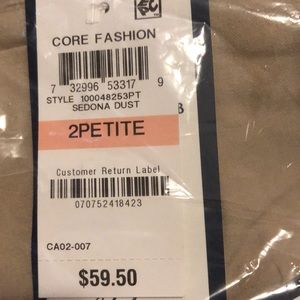 CORE FASHION
7 32996 53317 9
STYLE 100048253PT
SEDONA DUST
B
2PETITE
Customer Return Label
070752418423
CA02-007
$59.50